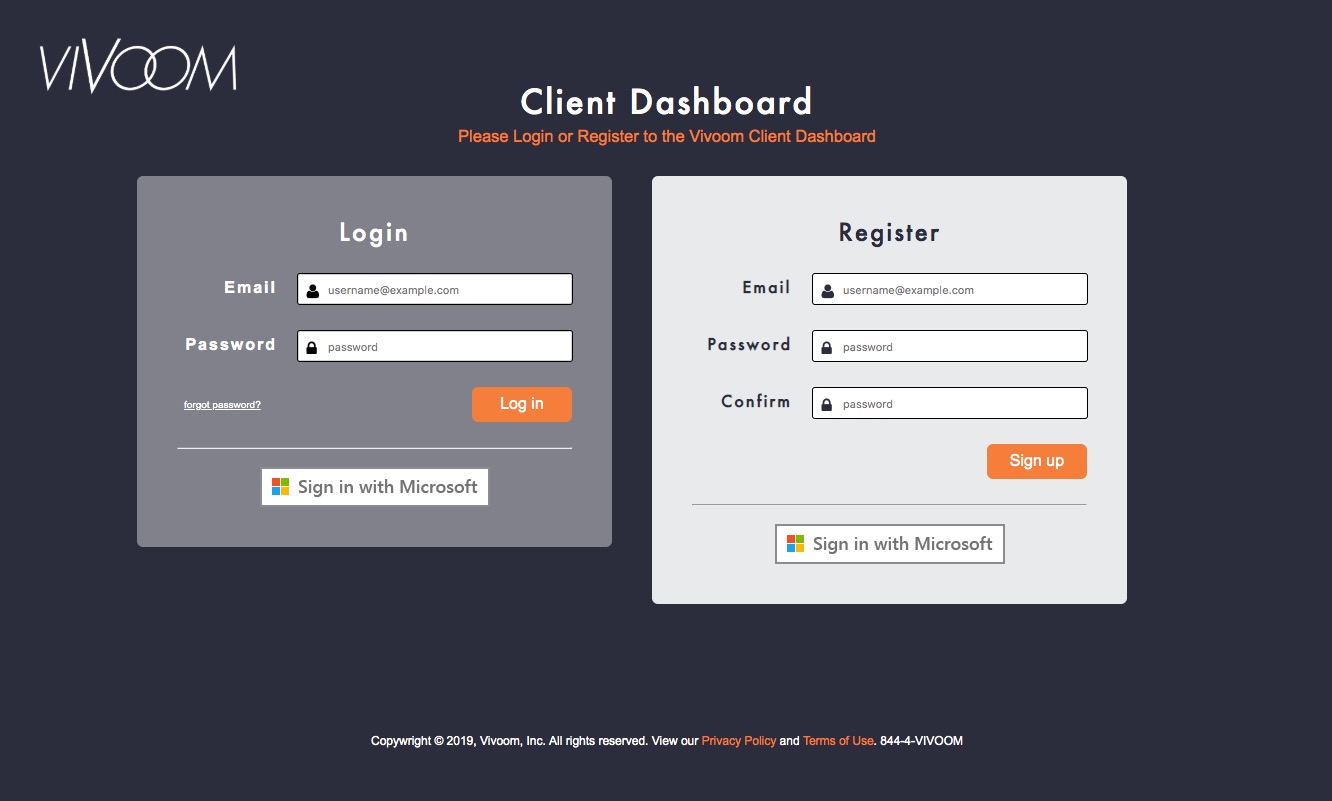 VIVOOM
Client Dashboard
Please Login or Register to the Vivoom Client Dashboard
Login
Email
username@example.com
Password
password
forgot password?
Log in
Sign in with Microsoft
Register
Email
username@example.com
Password
password
Confirm
password
Sign up
Sign in with Microsoft
Copywright © 2019, Vivoom, Inc. All rights reserved. View our Privacy Policy and Terms of Use. 844-4-VIVOOM